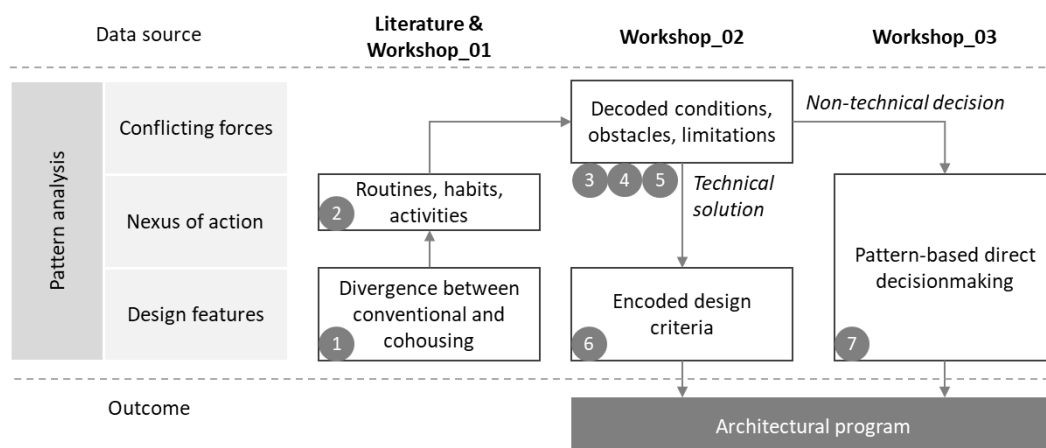 Data source
Literature &
Workshop_01
Workshop_02
Workshop_03
Pattern analysis
Conflicting forces
Nexus of action
Design features
Decoded conditions,
obstacles, limitations
Non-technical decision
3 4 5
Technical
solution
Routines, habits,
activities
2
Divergence between
conventional and
cohousing
1
Encoded design
criteria
6
Pattern-based direct
decisionmaking
7
Outcome
Architectural program